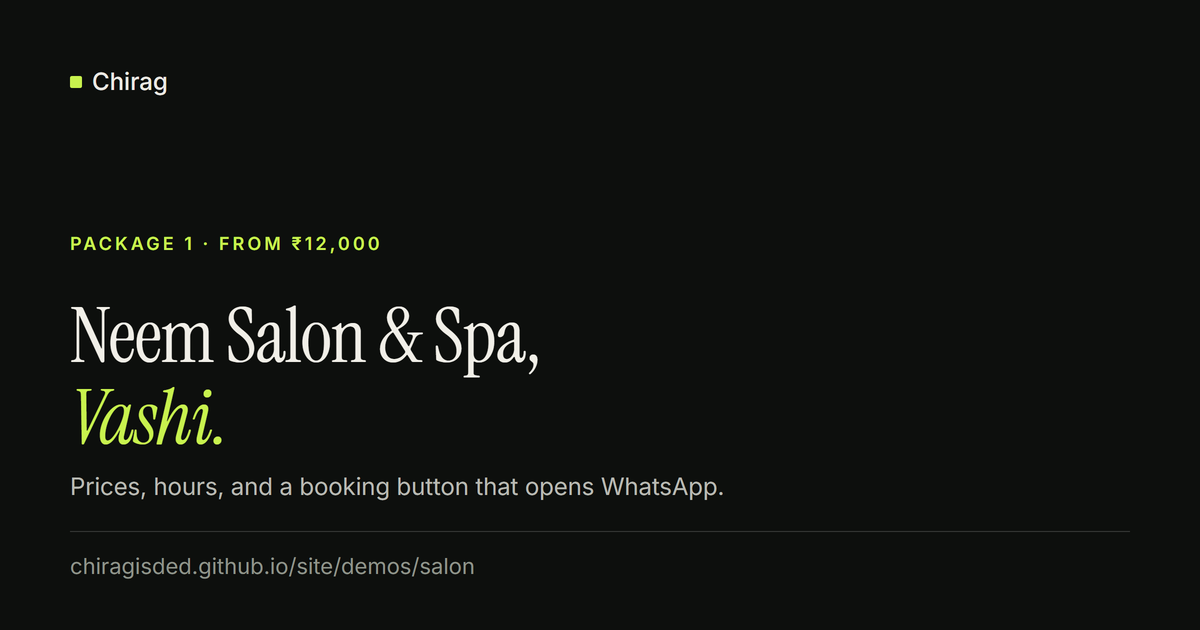 Chirag
PACKAGE 1 · FROM ₹12,000
Neem Salon & Spa,
Vashi.
Prices, hours, and a booking button that opens WhatsApp.
chiragisded.github.io/site/demos/salon